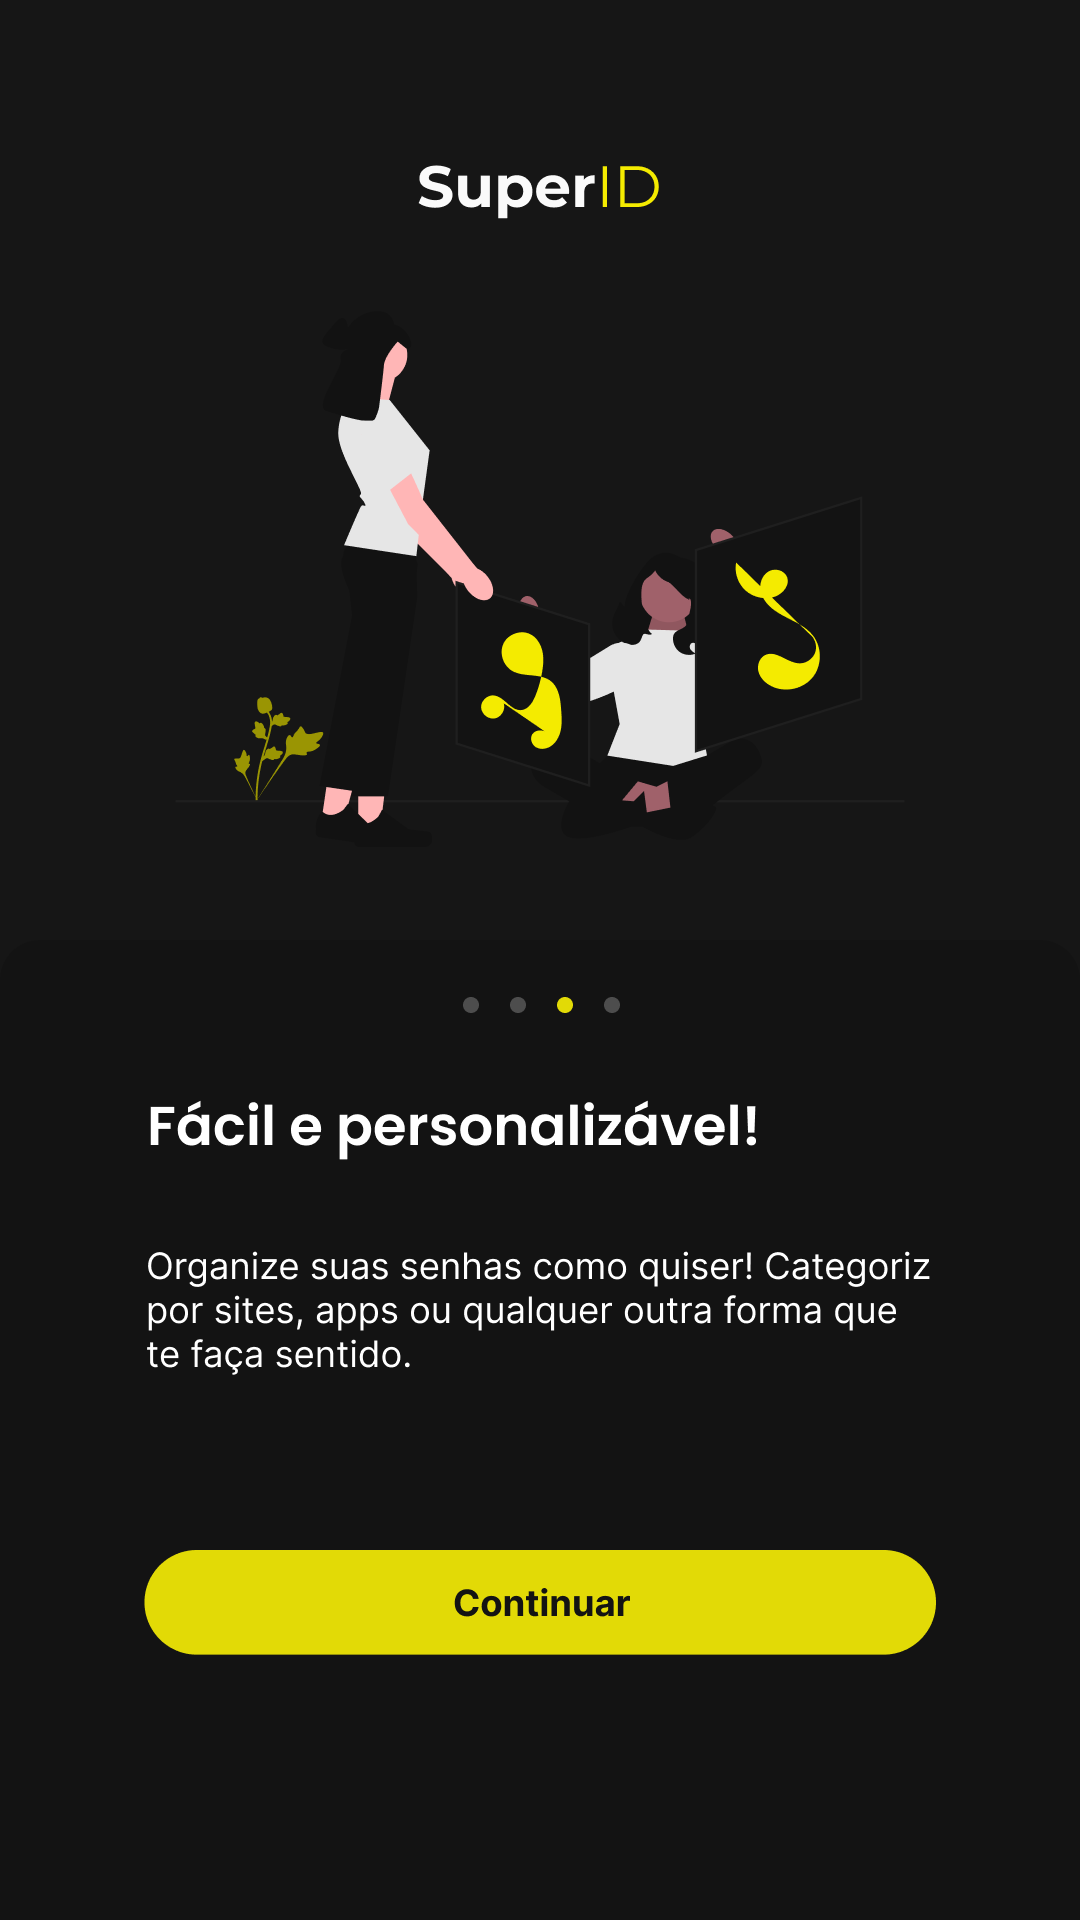 SuperID
Fácil e personalizável!
Organize suas senhas como quiser! Categoriz
por sites, apps ou qualquer outra forma que
te faça sentido.
Continuar